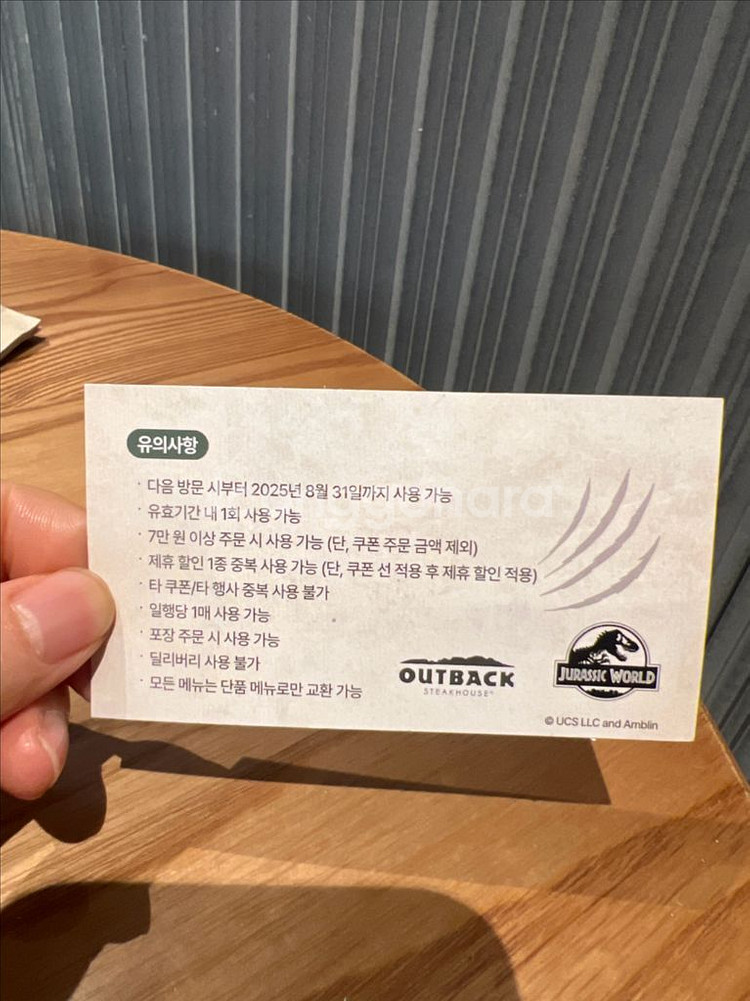 유의사항
· 다음 방문 시부터 2025년 8월 31일까지 사용 가능
· 유효기간 내 1회 사용 가능
· 7만 원 이상 주문 시 사용 가능 (단, 쿠폰 주문 금액 제외)
· 제휴 할인 1종 중복 사용 가능 (단, 쿠폰 선 적용 후 제휴 할인 적용)
· 타 쿠폰/타 행사 중복 사용 불가
· 일행당 1매 사용 가능
· 포장 주문 시 사용 가능
· 딜리버리 사용 불가
· 모든 메뉴는 단품 메뉴로만 교환 가능
OUTBACK
STEAKHOUSE®
JURASSIC WORLD
© UCS LLC and Amblin